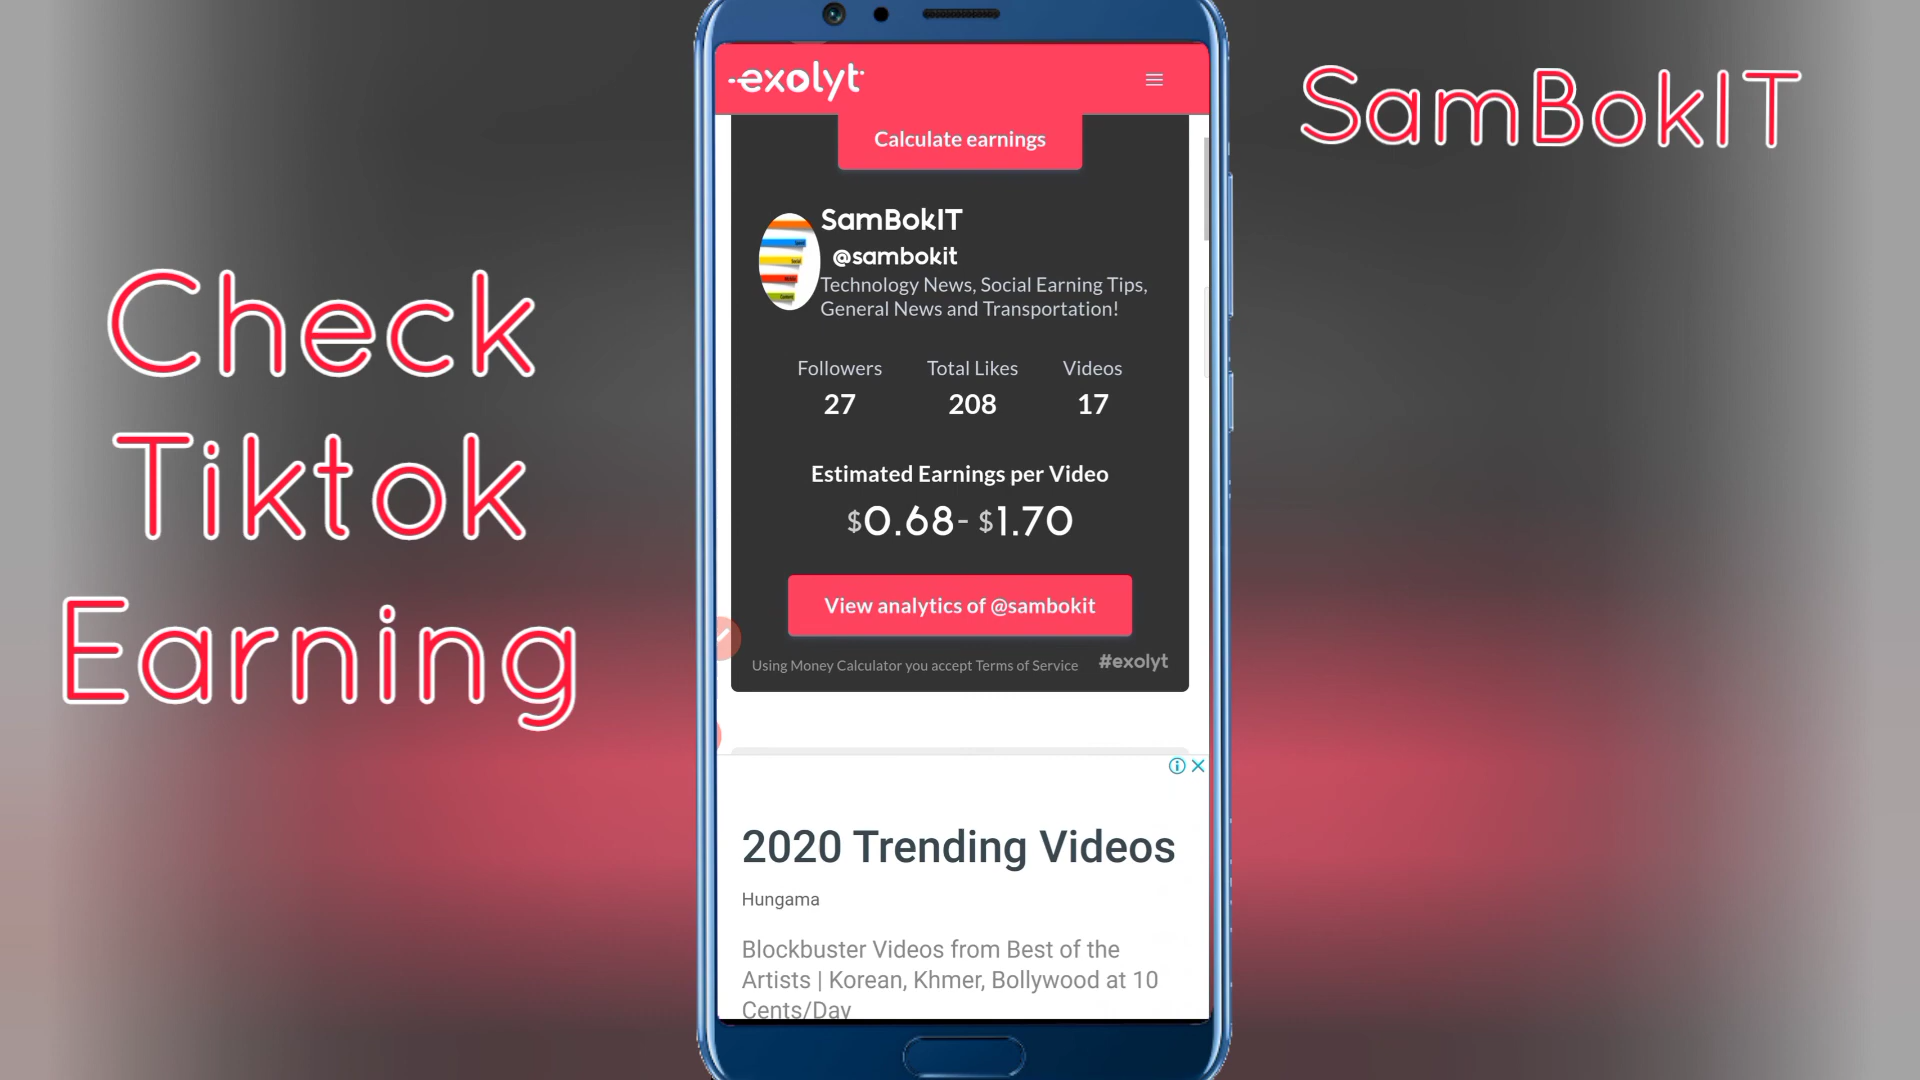 SamBokIT
Check
Tiktok
Earning
exolyt
Calculate earnings
SamBokIT
@sambokit
Technology News, Social Earning Tips,
General News and Transportation!
Followers Total Likes Videos
27 208 17
Estimated Earnings per Video
$0.68- $1.70
View analytics of @sambokit
Using Money Calculator you accept Terms of Service #exolyt
2020 Trending Videos
Hungama
Blockbuster Videos from Best of the
Artists | Korean, Khmer, Bollywood at 10
Cents/Day